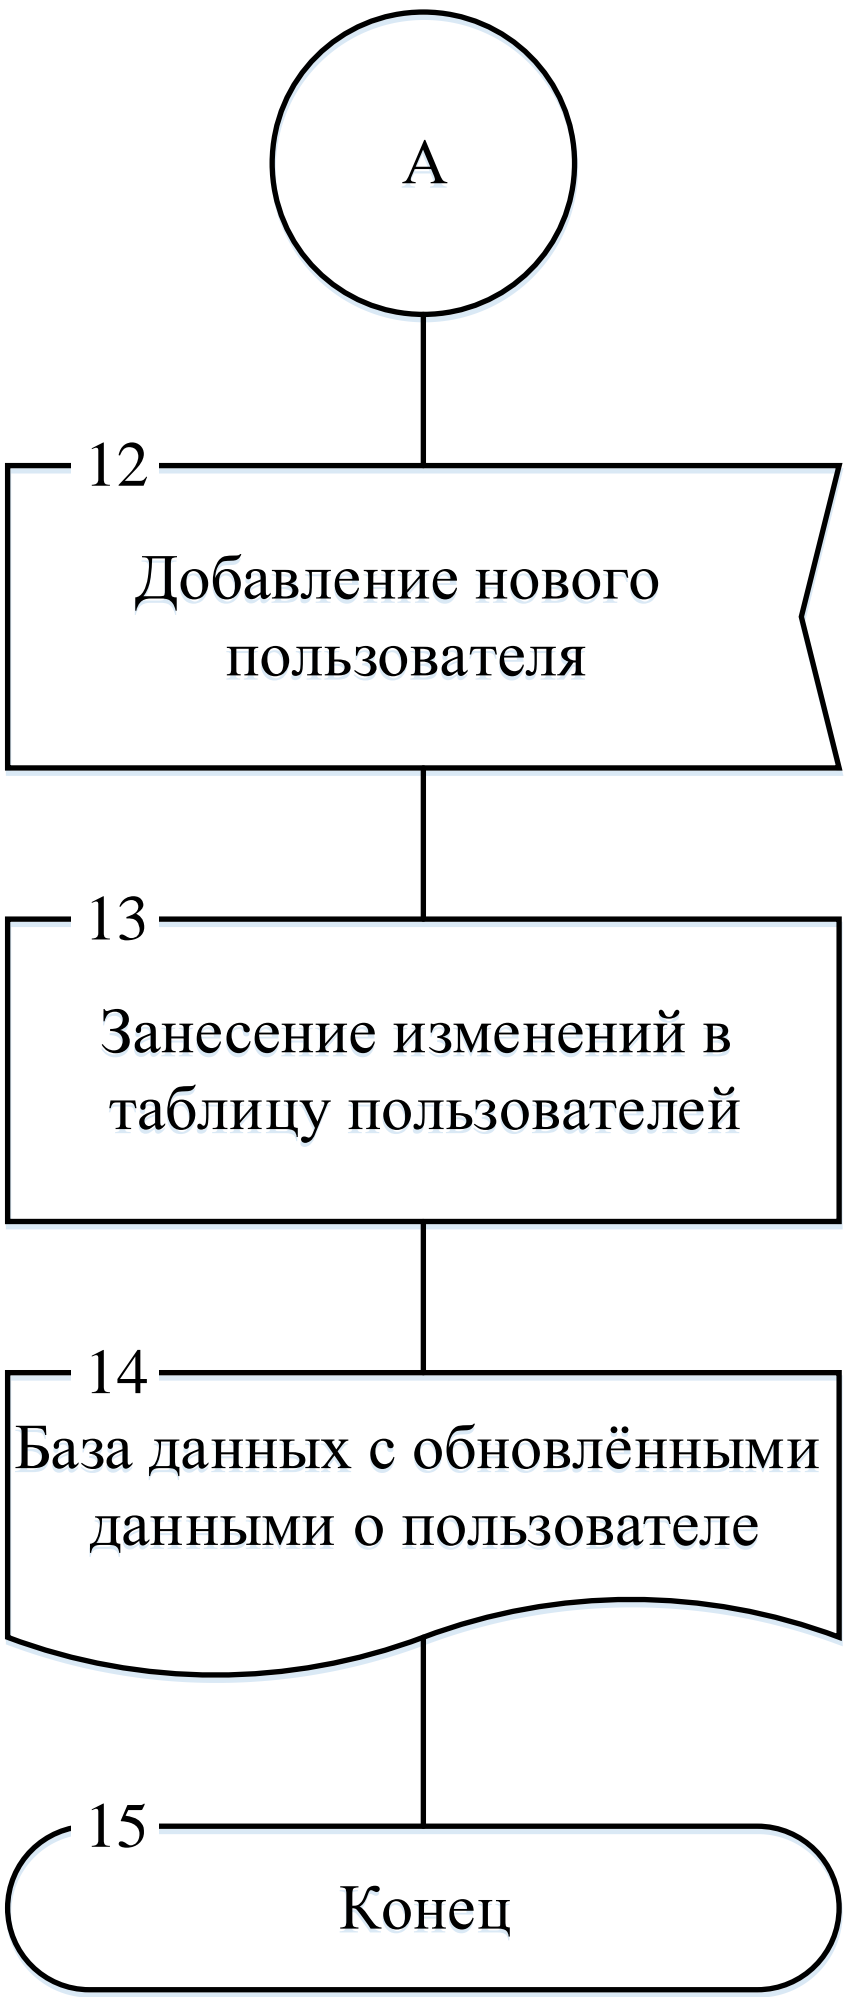 А
12
Добавление нового
пользователя
13
Занесение изменений в
таблицу пользователей
14
База данных с обновлёнными
данными о пользователе
15
Конец